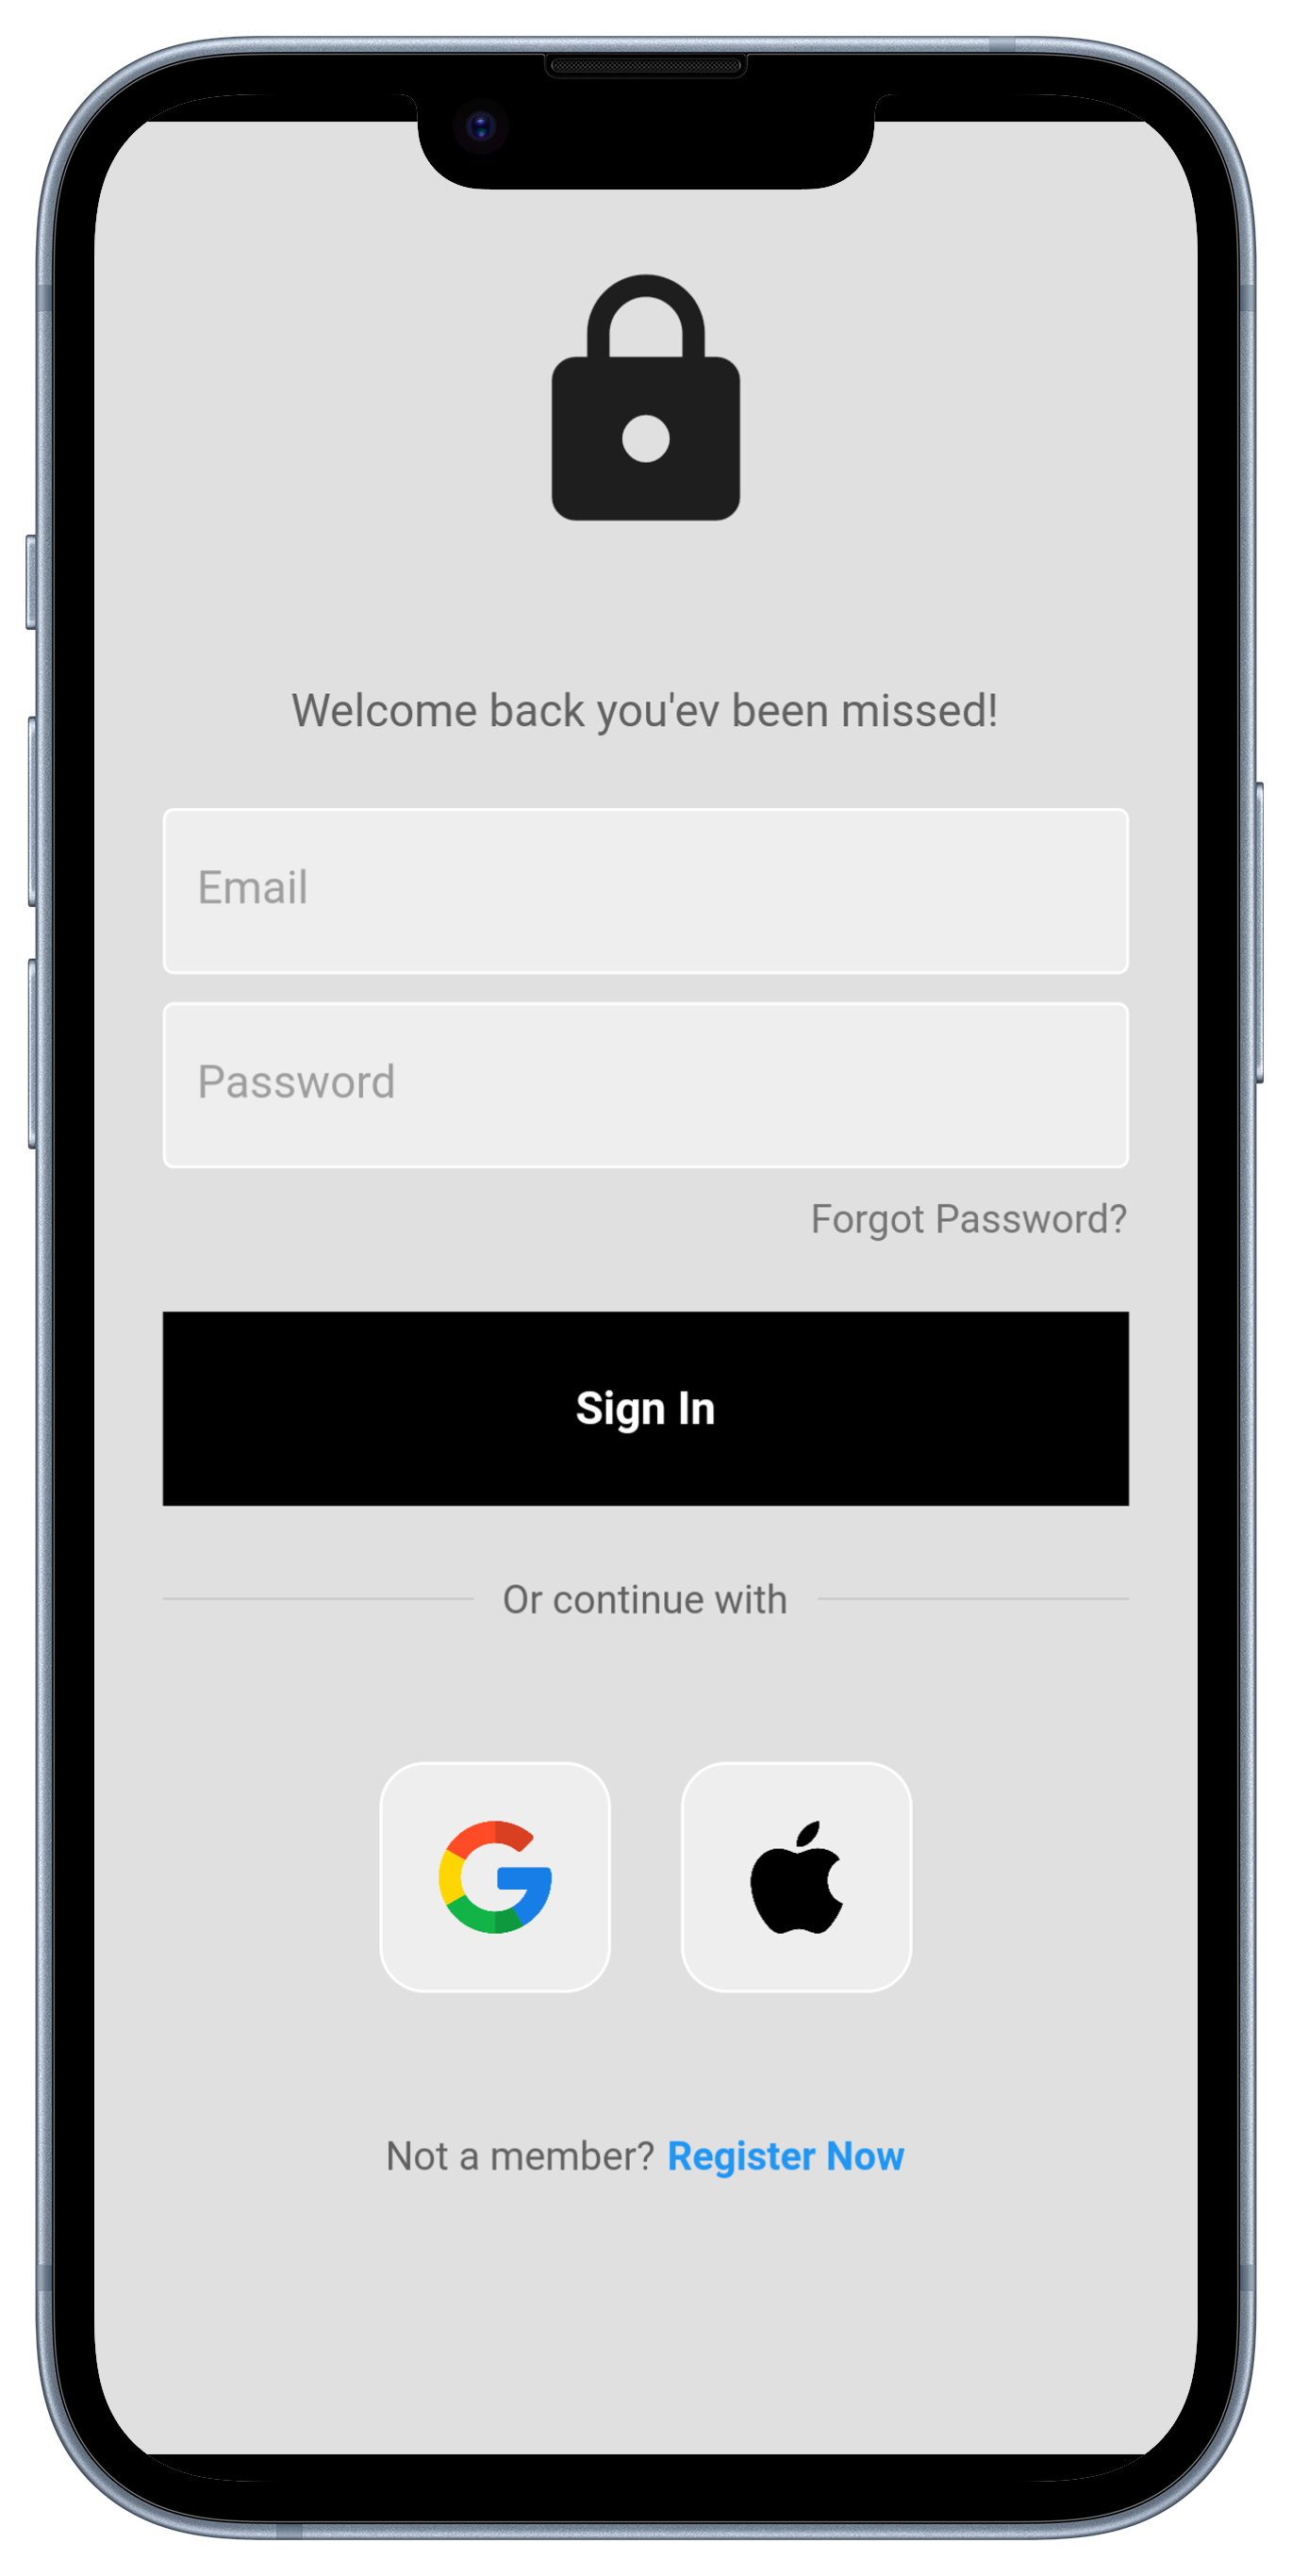 Welcome back you'ev been missed!
Email
Password
Forgot Password?
Sign In
Or continue with
Not a member? Register Now